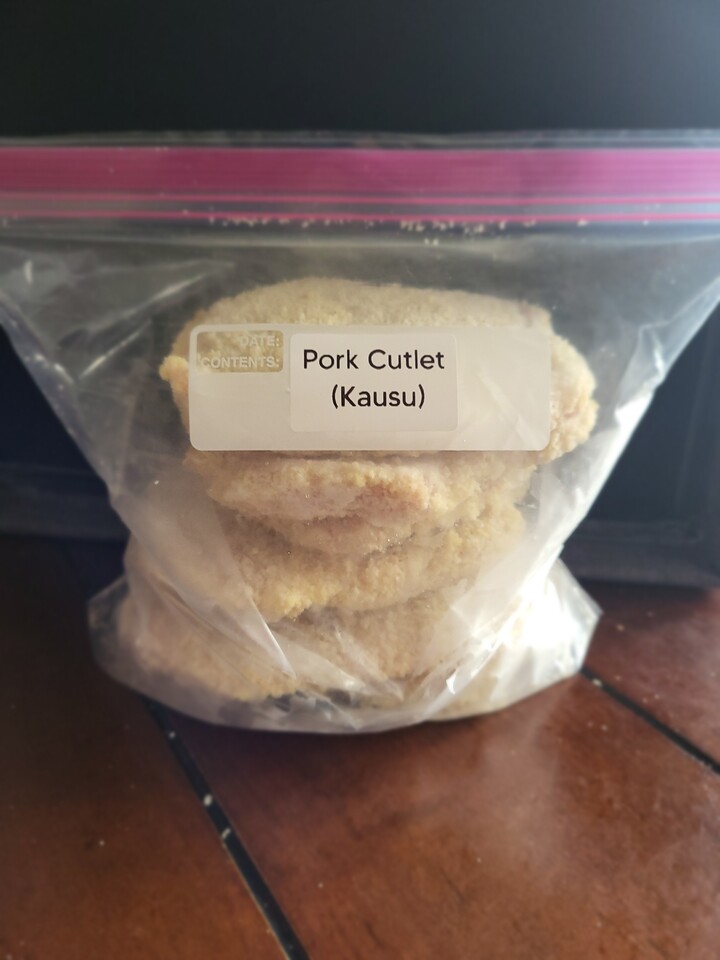 DATE:
CONTENTS:
Pork Cutlet
(Kausu)